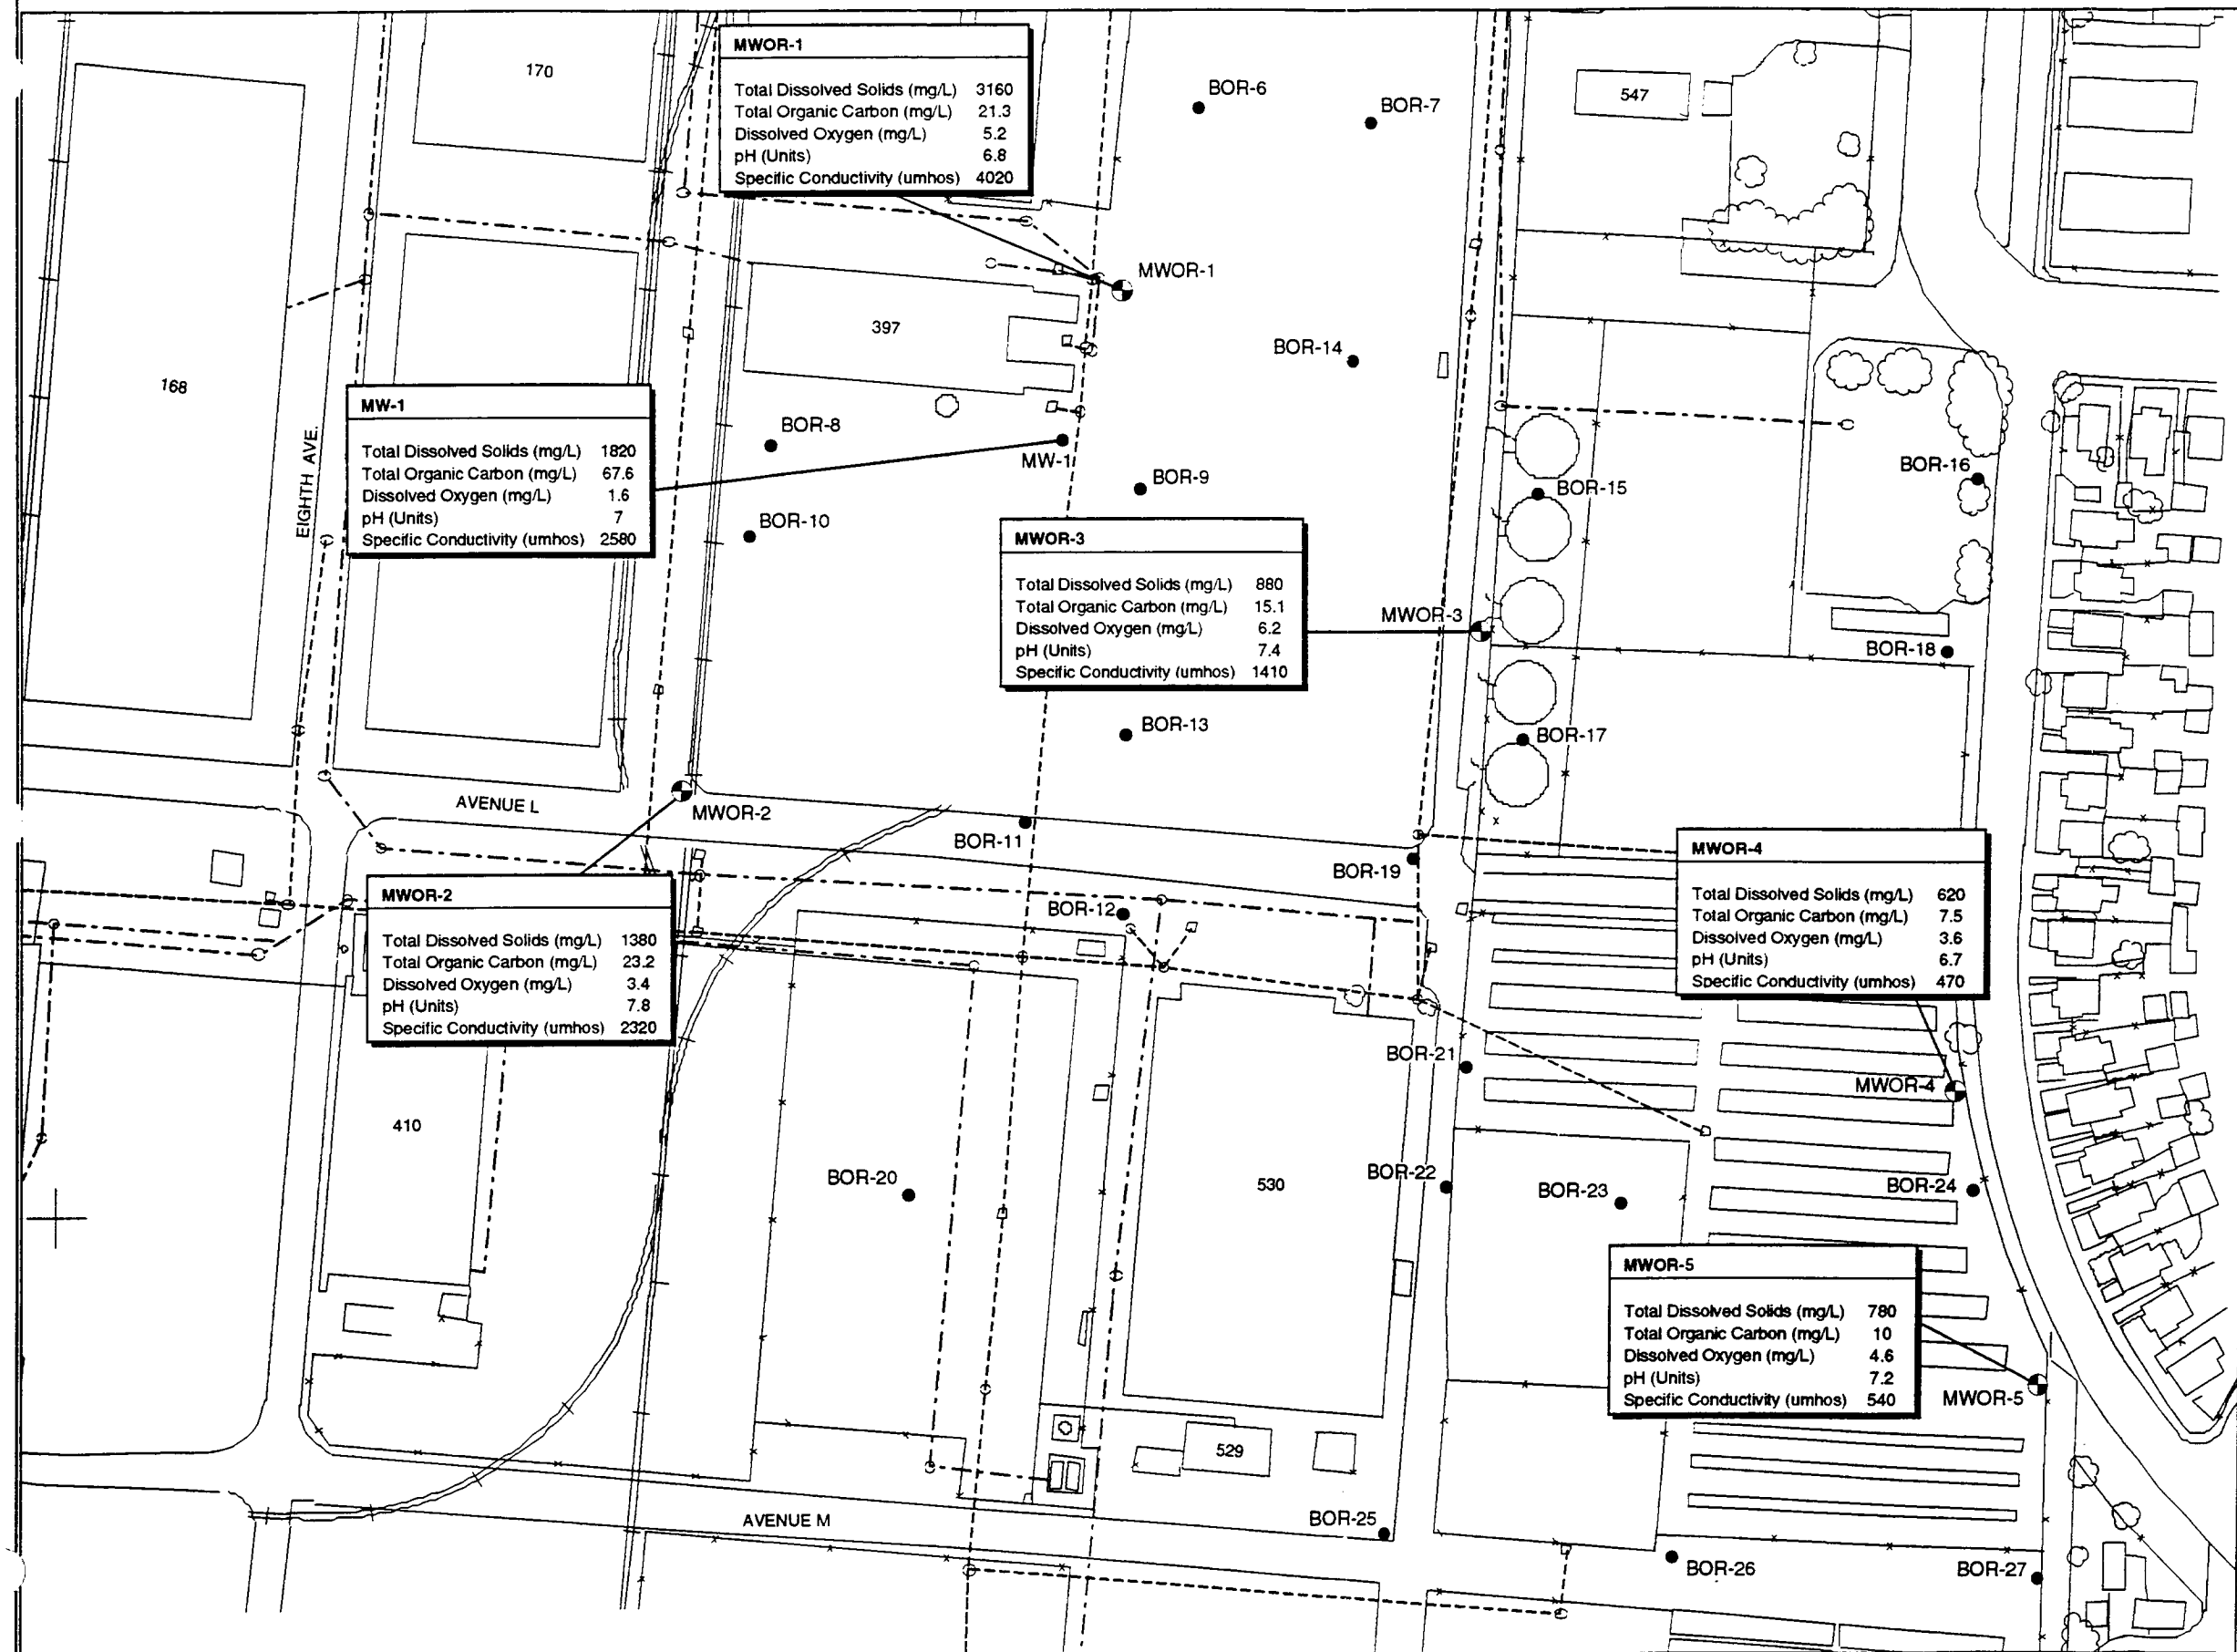 MWOR-1
Total Dissolved Solids (mg/L) 3160
Total Organic Carbon (mg/L) 21.3
Dissolved Oxygen (mg/L) 5.2
pH (Units) 6.8
Specific Conductivity (umhos) 4020
170
BOR-6
BOR-7
547
MWOR-1
397
BOR-14
168
EIGHTH AVE.
MW-1
Total Dissolved Solids (mg/L) 1820
Total Organic Carbon (mg/L) 67.6
Dissolved Oxygen (mg/L) 1.6
pH (Units) 7
Specific Conductivity (umhos) 2580
BOR-8
MW-1
BOR-9
BOR-10
BOR-15
BOR-16
MWOR-3
Total Dissolved Solids (mg/L) 880
Total Organic Carbon (mg/L) 15.1
Dissolved Oxygen (mg/L) 6.2
pH (Units) 7.4
Specific Conductivity (umhos) 1410
MWOR-3
BOR-18
BOR-13
BOR-17
AVENUE L
MWOR-2
BOR-11
BOR-19
MWOR-4
Total Dissolved Solids (mg/L) 620
Total Organic Carbon (mg/L) 7.5
Dissolved Oxygen (mg/L) 3.6
pH (Units) 6.7
Specific Conductivity (umhos) 470
MWOR-2
Total Dissolved Solids (mg/L) 1380
Total Organic Carbon (mg/L) 23.2
Dissolved Oxygen (mg/L) 3.4
pH (Units) 7.8
Specific Conductivity (umhos) 2320
BOR-12
BOR-21
MWOR-4
410
BOR-20
530
BOR-22
BOR-23
BOR-24
MWOR-5
Total Dissolved Solids (mg/L) 780
Total Organic Carbon (mg/L) 10
Dissolved Oxygen (mg/L) 4.6
pH (Units) 7.2
Specific Conductivity (umhos) 540
MWOR-5
529
AVENUE M
BOR-25
BOR-26
BOR-27